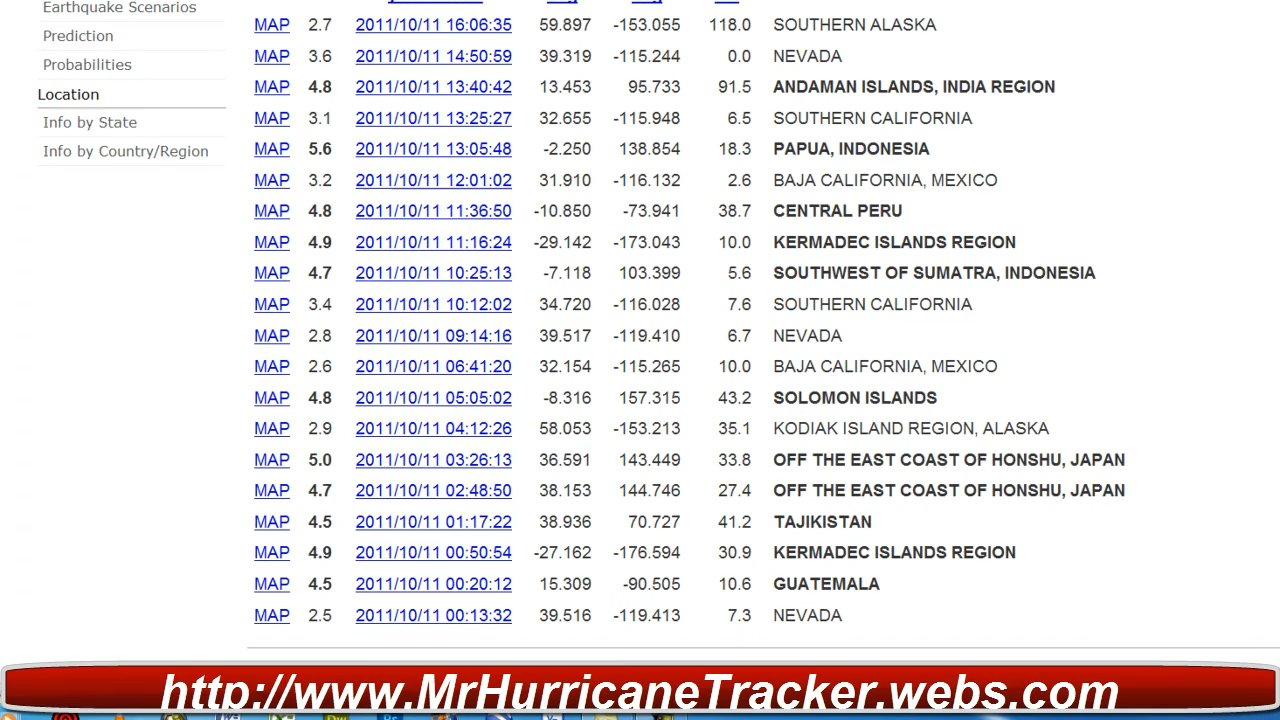 Earthquake Scenarios
Prediction
Probabilities
Location
Info by State
Info by Country/Region
MAP 2.7 2011/10/11 16:06:35 59.897 -153.055 118.0 SOUTHERN ALASKA
MAP 3.6 2011/10/11 14:50:59 39.319 -115.244 0.0 NEVADA
MAP 4.8 2011/10/11 13:40:42 13.453 95.733 91.5 ANDAMAN ISLANDS, INDIA REGION
MAP 3.1 2011/10/11 13:25:27 32.655 -115.948 6.5 SOUTHERN CALIFORNIA
MAP 5.6 2011/10/11 13:05:48 -2.250 138.854 18.3 PAPUA, INDONESIA
MAP 3.2 2011/10/11 12:01:02 31.910 -116.132 2.6 BAJA CALIFORNIA, MEXICO
MAP 4.8 2011/10/11 11:36:50 -10.850 -73.941 38.7 CENTRAL PERU
MAP 4.9 2011/10/11 11:16:24 -29.142 -173.043 10.0 KERMADEC ISLANDS REGION
MAP 4.7 2011/10/11 10:25:13 -7.118 103.399 5.6 SOUTHWEST OF SUMATRA, INDONESIA
MAP 3.4 2011/10/11 10:12:02 34.720 -116.028 7.6 SOUTHERN CALIFORNIA
MAP 2.8 2011/10/11 09:14:16 39.517 -119.410 6.7 NEVADA
MAP 2.6 2011/10/11 06:41:20 32.154 -115.265 10.0 BAJA CALIFORNIA, MEXICO
MAP 4.8 2011/10/11 05:05:02 -8.316 157.315 43.2 SOLOMON ISLANDS
MAP 2.9 2011/10/11 04:12:26 58.053 -153.213 35.1 KODIAK ISLAND REGION, ALASKA
MAP 5.0 2011/10/11 03:26:13 36.591 143.449 33.8 OFF THE EAST COAST OF HONSHU, JAPAN
MAP 4.7 2011/10/11 02:48:50 38.153 144.746 27.4 OFF THE EAST COAST OF HONSHU, JAPAN
MAP 4.5 2011/10/11 01:17:22 38.936 70.727 41.2 TAJIKISTAN
MAP 4.9 2011/10/11 00:50:54 -27.162 -176.594 30.9 KERMADEC ISLANDS REGION
MAP 4.5 2011/10/11 00:20:12 15.309 -90.505 10.6 GUATEMALA
MAP 2.5 2011/10/11 00:13:32 39.516 -119.413 7.3 NEVADA
http://www.MrHurricaneTracker.webs.com